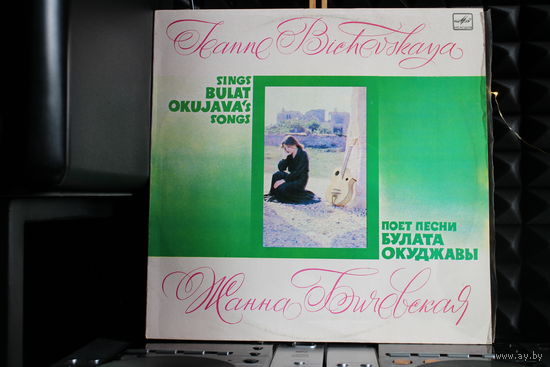 Jeanne Bichevskaya
SINGS
BULAT
OKUJAVA's
SONGS
ПОЕТ ПЕСНИ
БУЛАТА
ОКУДЖАВЫ
Жанна Бичевская
www.ay.by